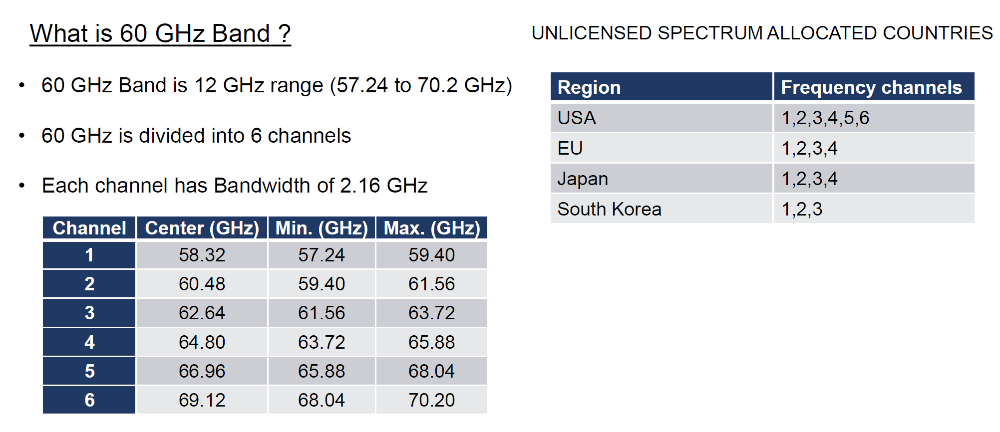 What is 60 GHz Band ?
• 60 GHz Band is 12 GHz range (57.24 to 70.2 GHz)
• 60 GHz is divided into 6 channels
• Each channel has Bandwidth of 2.16 GHz
Channel Center (GHz) Min. (GHz) Max. (GHz)
1 58.32 57.24 59.40
2 60.48 59.40 61.56
3 62.64 61.56 63.72
4 64.80 63.72 65.88
5 66.96 65.88 68.04
6 69.12 68.04 70.20
UNLICENSED SPECTRUM ALLOCATED COUNTRIES
Region Frequency channels
USA 1,2,3,4,5,6
EU 1,2,3,4
Japan 1,2,3,4
South Korea 1,2,3